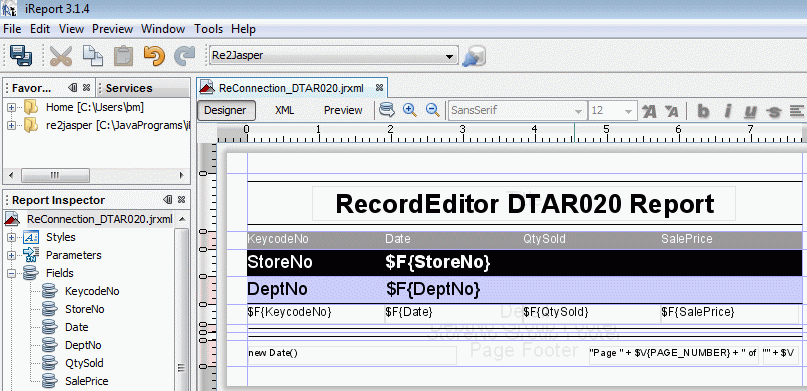 iReport 3.1.4
File Edit View Preview Window Tools Help
Re2Jasper
Favor... Services
ReConnection_DTAR020.jrxml
Home [C:\Users\bm]
re2jasper [C:\JavaPrograms\i
Designer XML Preview SansSerif 12 A A b i u s
0 1 2 3 4 5 6 7
Report Inspector
ReConnection_DTAR020.jrxml
Styles
Parameters
Fields
KeycodeNo
StoreNo
Date
DeptNo
QtySold
SalePrice
RecordEditor DTAR020 Report
KeycodeNo Date QtySold SalePrice
StoreNo $F{StoreNo}
DeptNo $F{DeptNo}
$F{KeycodeNo} $F{Date} $F{QtySold} $F{SalePrice}
Group Footer
Page Footer
new Date() "Page " + $V{PAGE_NUMBER} + " of "" + $V